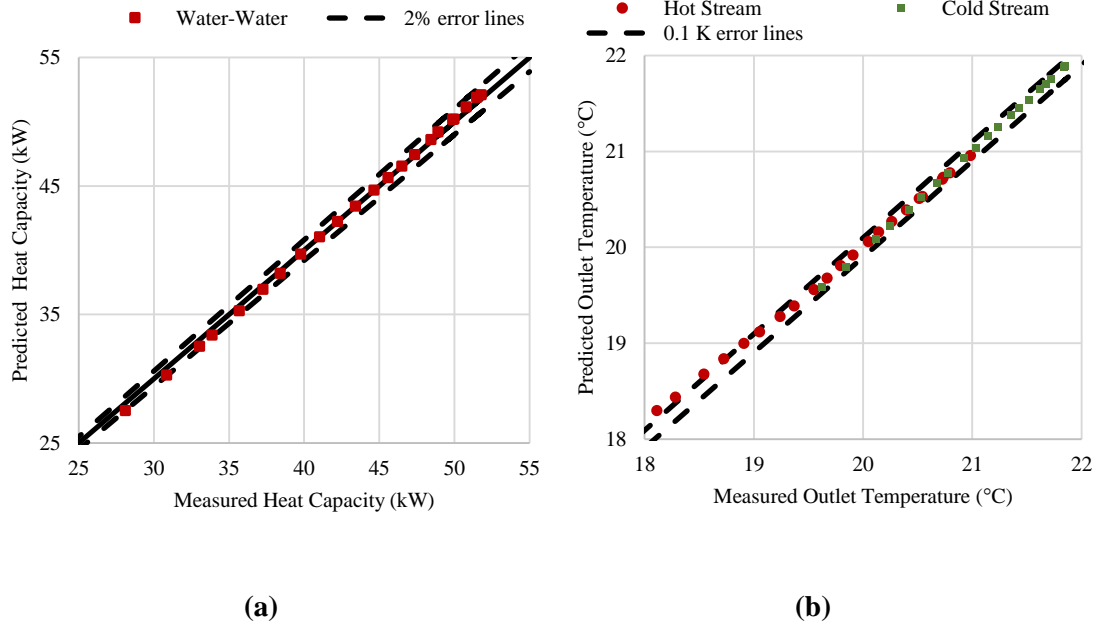 Water-Water
2% error lines
55
45
35
25
25
30
35
40
45
50
55
Predicted Heat Capacity (kW)
Measured Heat Capacity (kW)
(a)
Hot Stream
Cold Stream
0.1 K error lines
22
21
20
19
18
18
19
20
21
22
Predicted Outlet Temperature (°C)
Measured Outlet Temperature (°C)
(b)